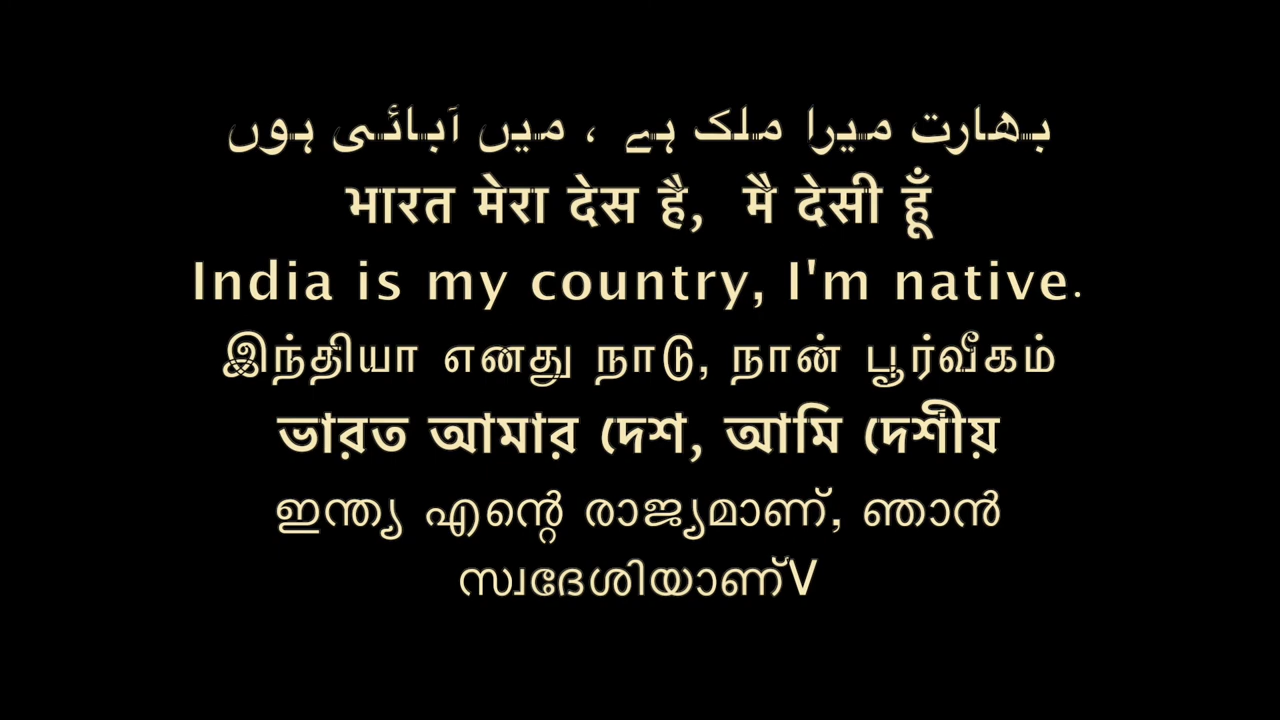 بھارت میرا ملک ہے ، میں آبائی ہوں
भारत मेरा देस है, मै देसी हूँ
India is my country, I'm native.
இந்தியா எனது நாடு, நான் பூர்வீகம்
ভারত আমার দেশ, আমি দেশীয়
ഇന്ത്യ എന്റെ രാജ്യമാണ്, ഞാൻ
സ്വദേശിയാണ്V